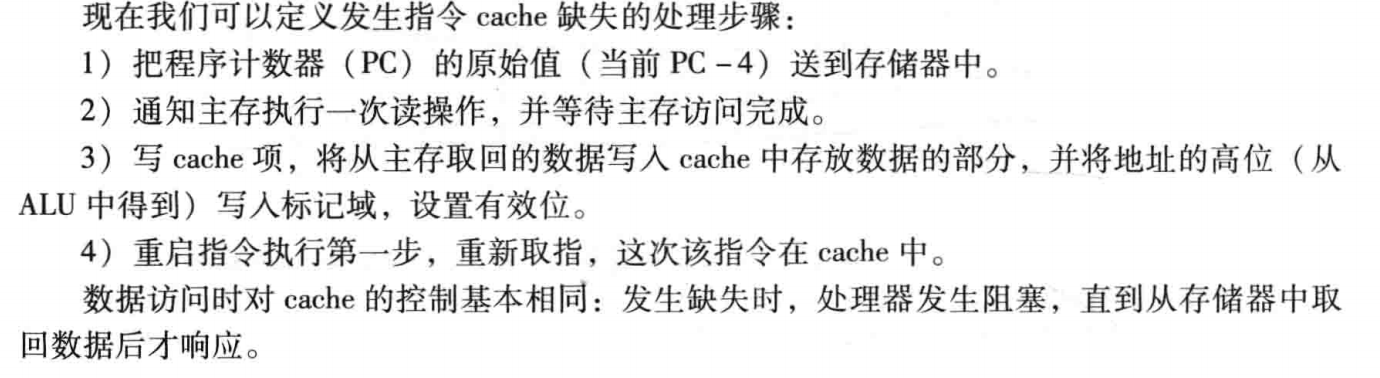 现在我们可以定义发生指令 cache 缺失的处理步骤：
1）把程序计数器（PC）的原始值（当前 PC －4）送到存储器中。
2）通知主存执行一次读操作，并等待主存访问完成。
3）写 cache 项，将从主存取回的数据写入 cache 中存放数据的部分，并将地址的高位（从
ALU 中得到）写入标记域，设置有效位。
4）重启指令执行第一步，重新取指，这次该指令在 cache 中。
数据访问时对 cache 的控制基本相同：发生缺失时，处理器发生阻塞，直到从存储器中取
回数据后才响应。